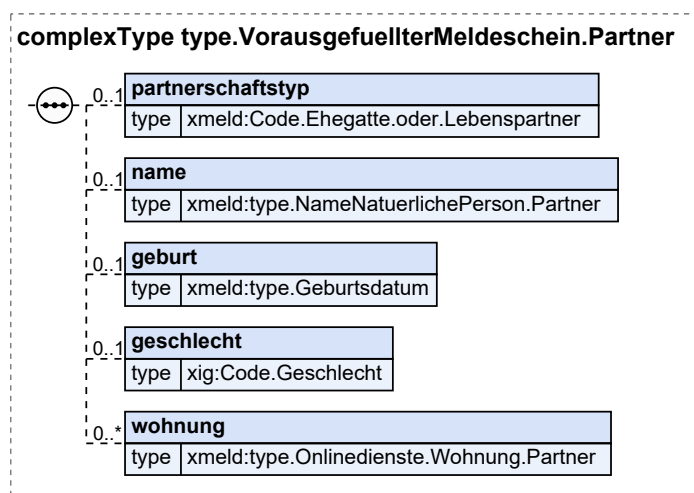 complexType type.VorausgefuellterMeldeschein.Partner
0..1 partnerschaftstyp
type xmeld:Code.Ehegatte.oder.Lebenspartner
0..1 name
type xmeld:type.NameNatuerlichePerson.Partner
0..1 geburt
type xmeld:type.Geburtsdatum
0..1 geschlecht
type xig:Code.Geschlecht
0..* wohnung
type xmeld:type.Onlinedienste.Wohnung.Partner